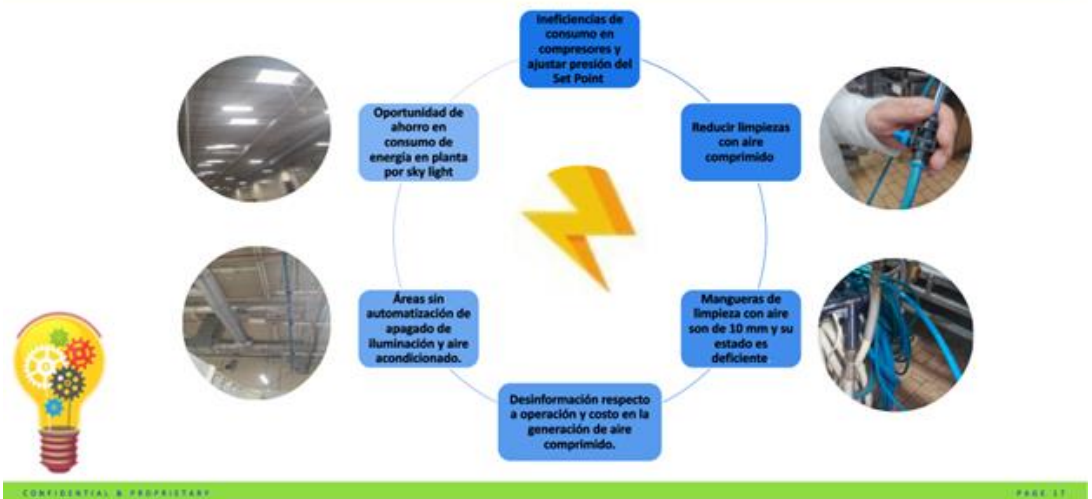 Ineficiencias de
consumo en
compresores y
ajustar presión del
Set Point
Oportunidad de
ahorro en
consumo de
energía en planta
por sky light
Reducir limpiezas
con aire
comprimido
Áreas sin
automatización de
apagado de
iluminación y aire
acondicionado.
Mangueras de
limpieza con aire
son de 10 mm y su
estado es
deficiente
Desinformación respecto
a operación y costo en la
generación de aire
comprimido.
CONFIDENTIAL & PROPRIETARY
PAGE 17